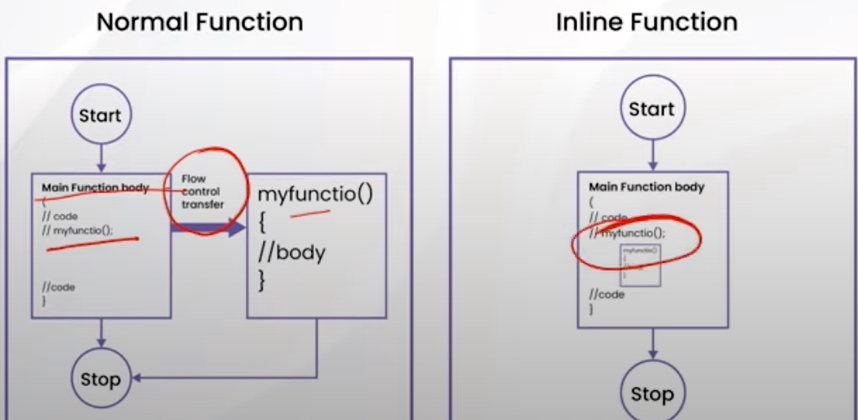 Normal Function
Start
Main Function body
{
// code
// myfunctio();
//code
}
Flow
control
transfer
myfunctio()
{
//body
}
Stop
Inline Function
Start
Main Function body
{
// code
// myfunctio();
myfunctio()
{
}
//code
}
Stop